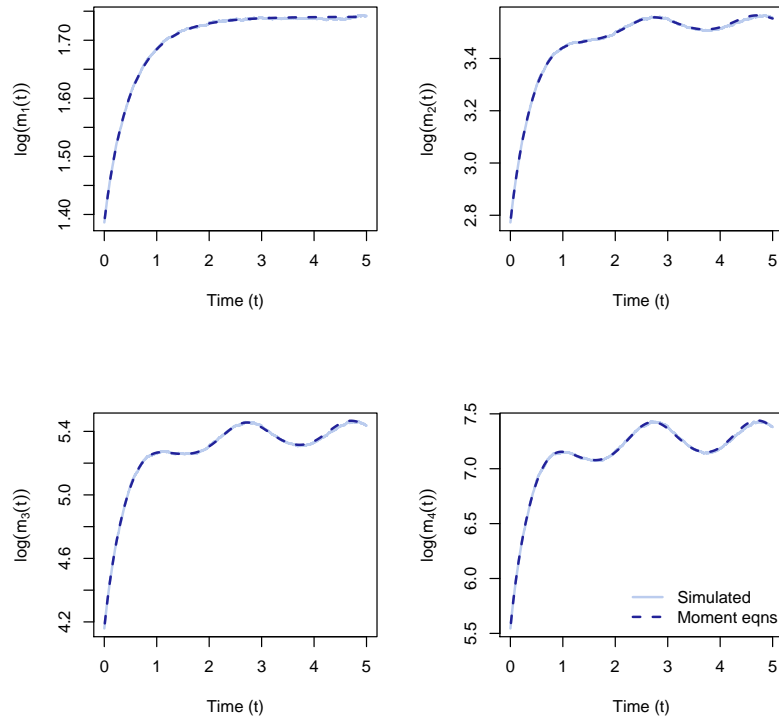 log(m1(t))
1.70
1.60
1.50
1.40
0 1 2 3 4 5
Time (t)
log(m2(t))
3.4
3.2
3.0
2.8
0 1 2 3 4 5
Time (t)
log(m3(t))
5.4
5.0
4.6
4.2
0 1 2 3 4 5
Time (t)
log(m4(t))
7.5
7.0
6.5
6.0
5.5
Simulated
Moment eqns
0 1 2 3 4 5
Time (t)